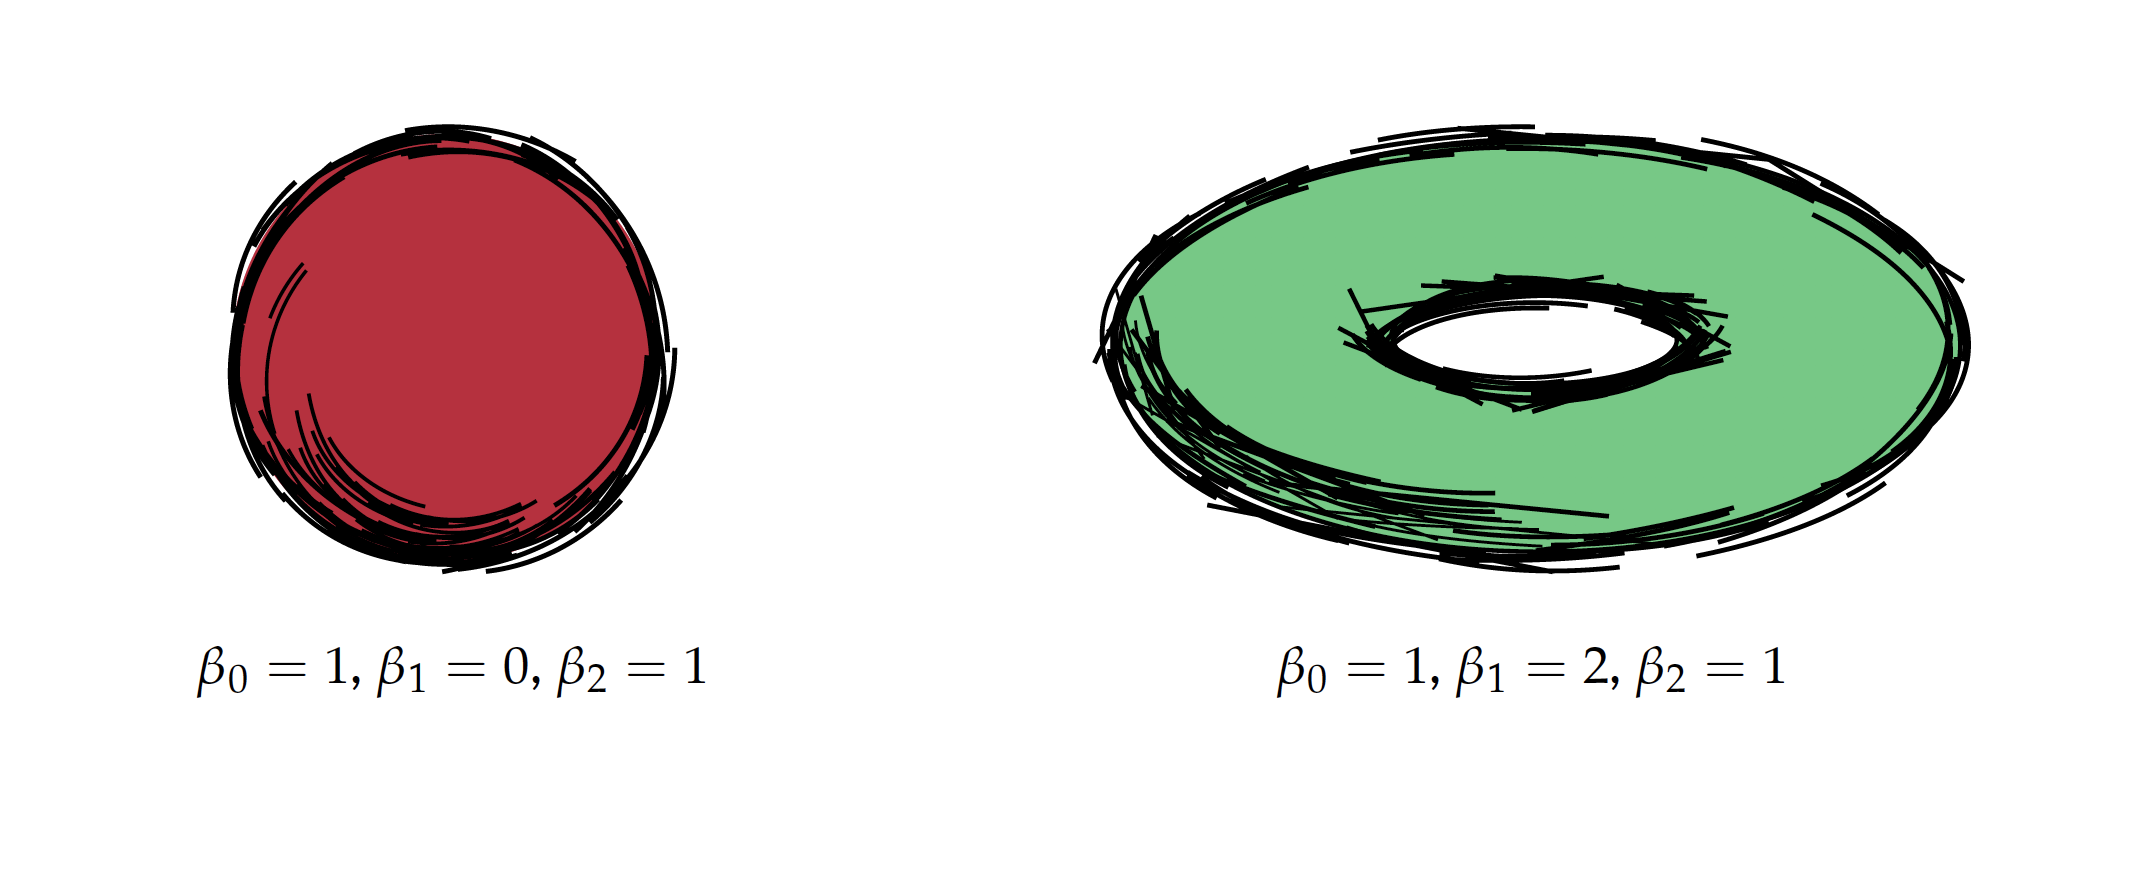 β₀ = 1, β₁ = 0, β₂ = 1
β₀ = 1, β₁ = 2, β₂ = 1